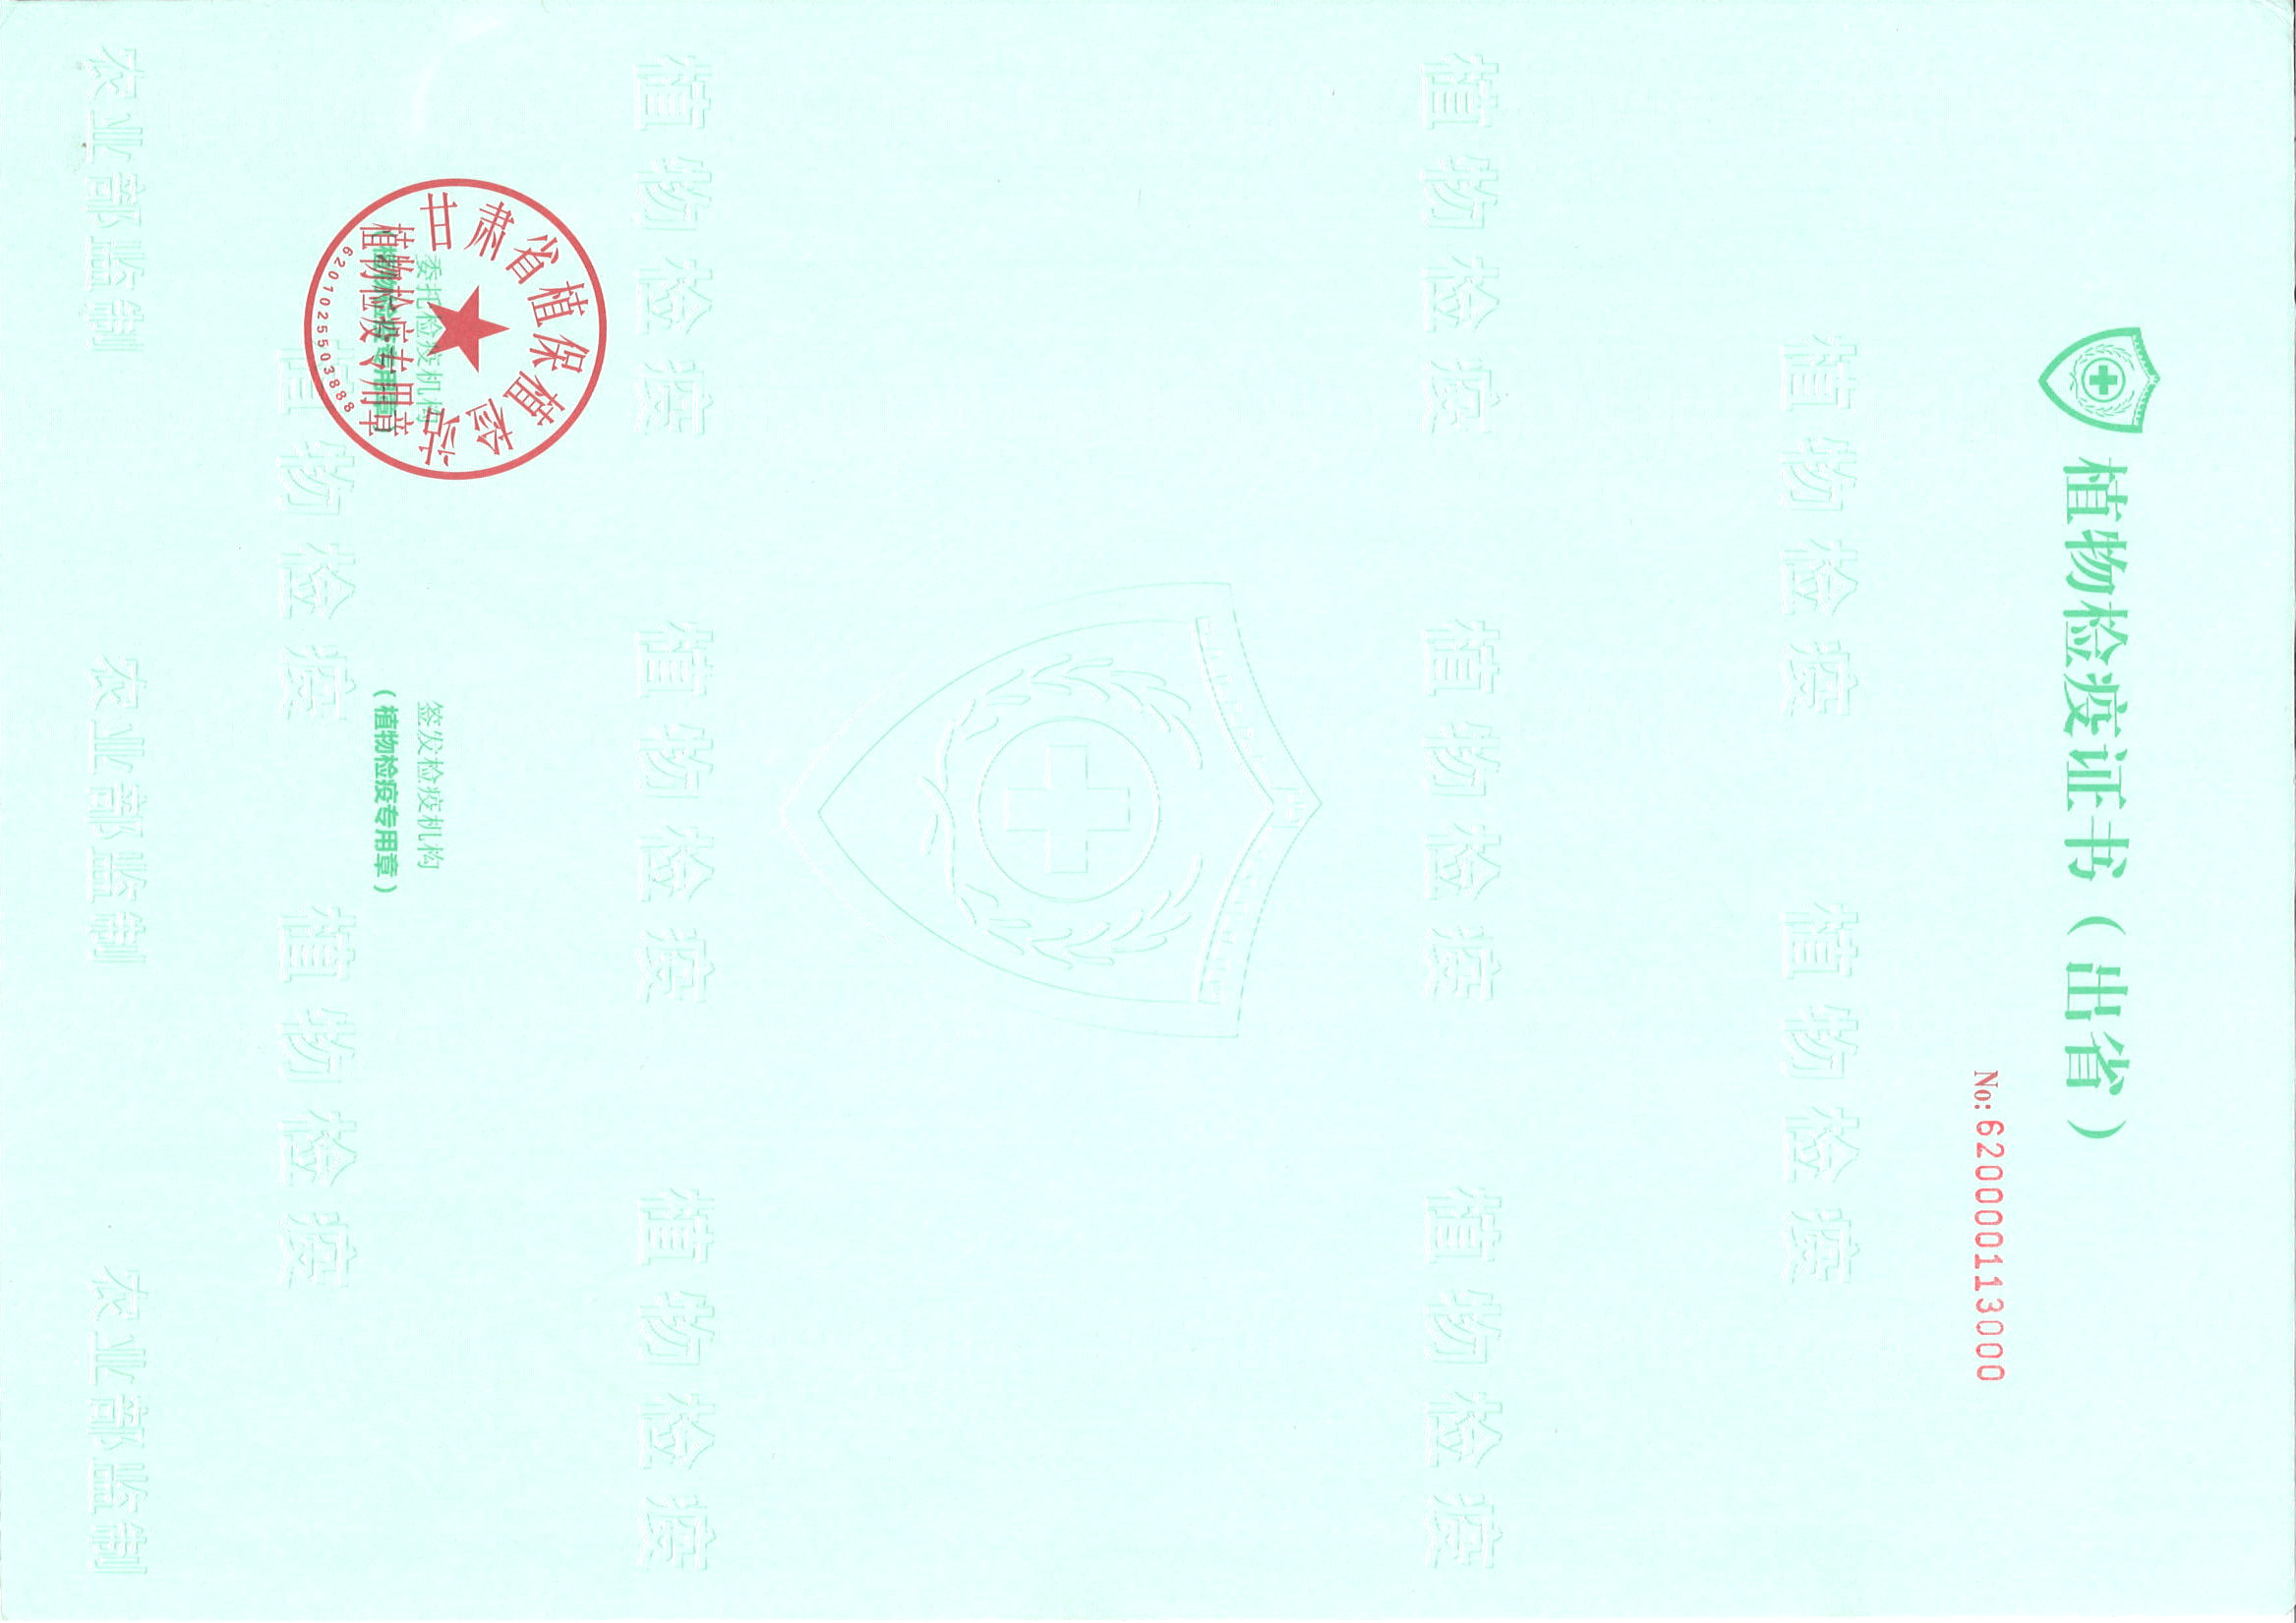 植物检疫证书（出省）
No: 620000113000
植物检疫 植物检疫
植物检疫 植物检疫 植物检疫
植物检疫 植物检疫 植物检疫
甘肃省植保植检站
委托检疫机构 签发检疫机构
（植物检疫专用章） （植物检疫专用章）
植物检疫专用章
6201025503888
植物检疫 植物检疫
农业部监制 农业部监制 农业部监制